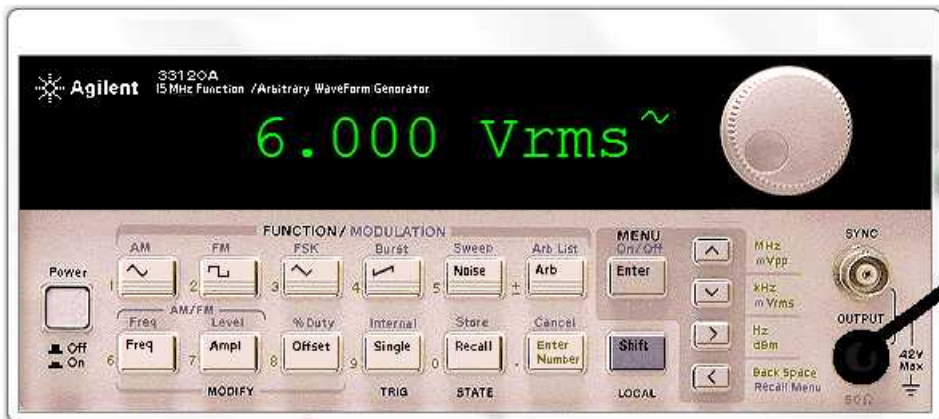 Agilent
33120A
15 MHz Function /Arbitrary WaveForm Generator
6.000 Vrms~
FUNCTION / MODULATION
AM FM FSK Burst Sweep Arb List
MENU
On/Off
MHz
mVpp
SYNC
Power
1 2 3 4 5 Noise ± Arb Enter
kHz
mVrms
AM/FM
Freq Level % Duty Internal Store Cancel
OUTPUT
Off
On
6 Freq 7 Ampl 8 Offset 9 Single 0 Recall . Enter Number Shift
Hz
dBm
42V
Max
Back Space
Recall Menu
MODIFY TRIG STATE LOCAL
50Ω